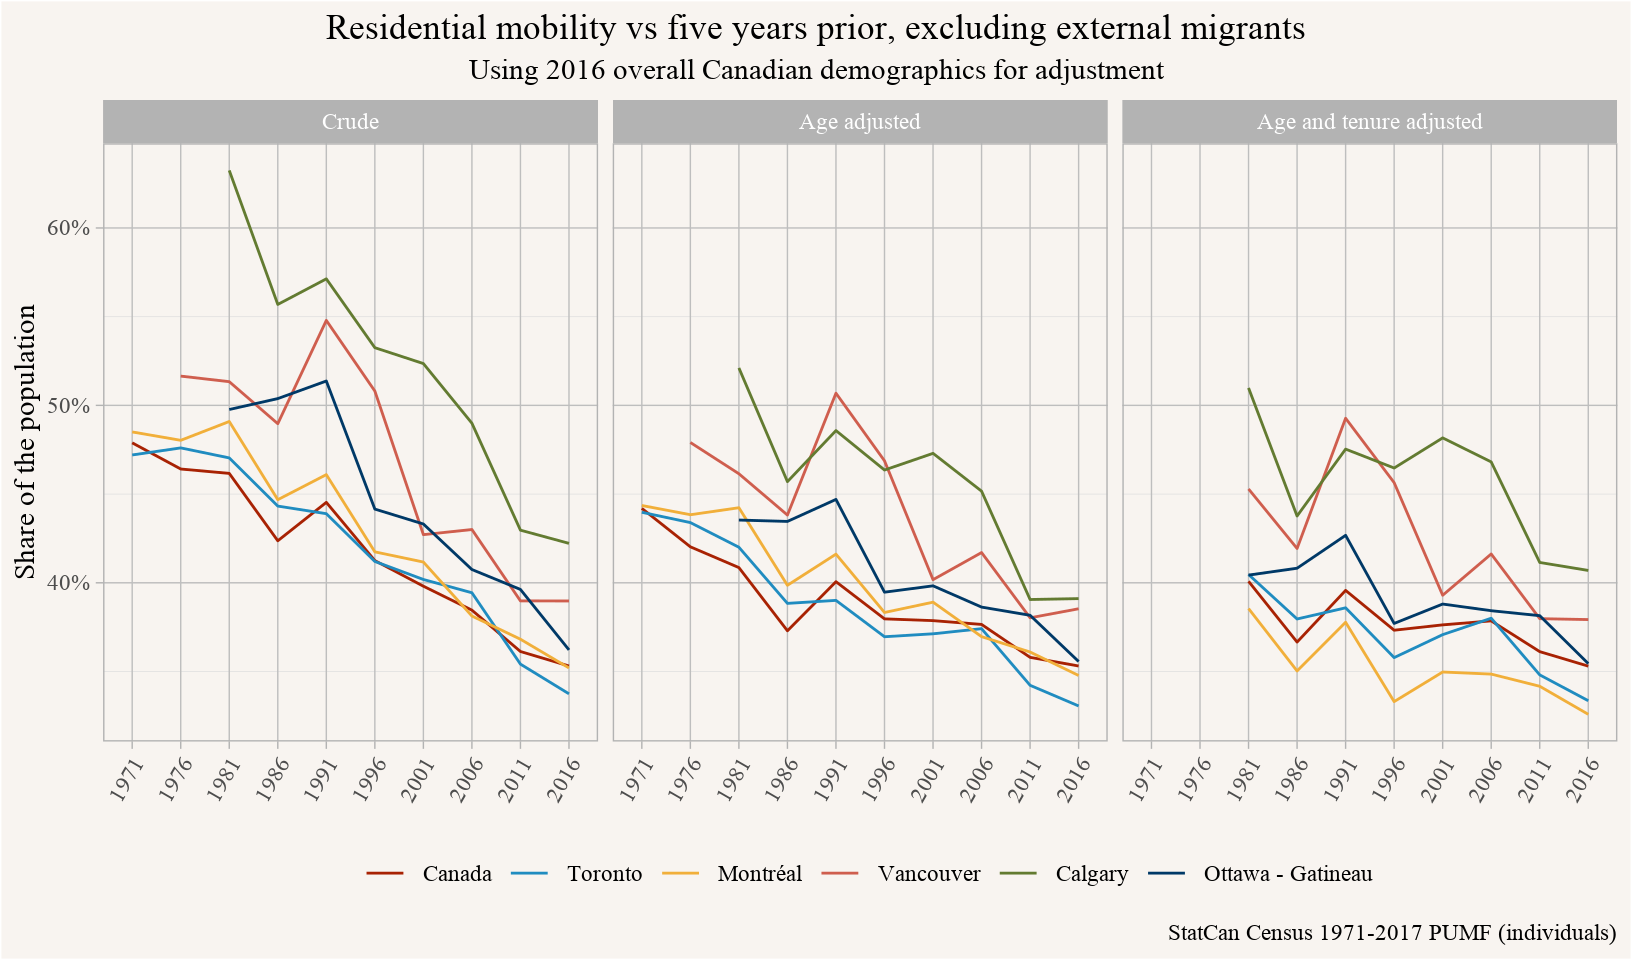 Residential mobility vs five years prior, excluding external migrants
Using 2016 overall Canadian demographics for adjustment
Crude
Age adjusted
Age and tenure adjusted
Share of the population
60%
50%
40%
1971 1976 1981 1986 1991 1996 2001 2006 2011 2016
1971 1976 1981 1986 1991 1996 2001 2006 2011 2016
1971 1976 1981 1986 1991 1996 2001 2006 2011 2016
Canada Toronto Montréal Vancouver Calgary Ottawa - Gatineau
StatCan Census 1971-2017 PUMF (individuals)